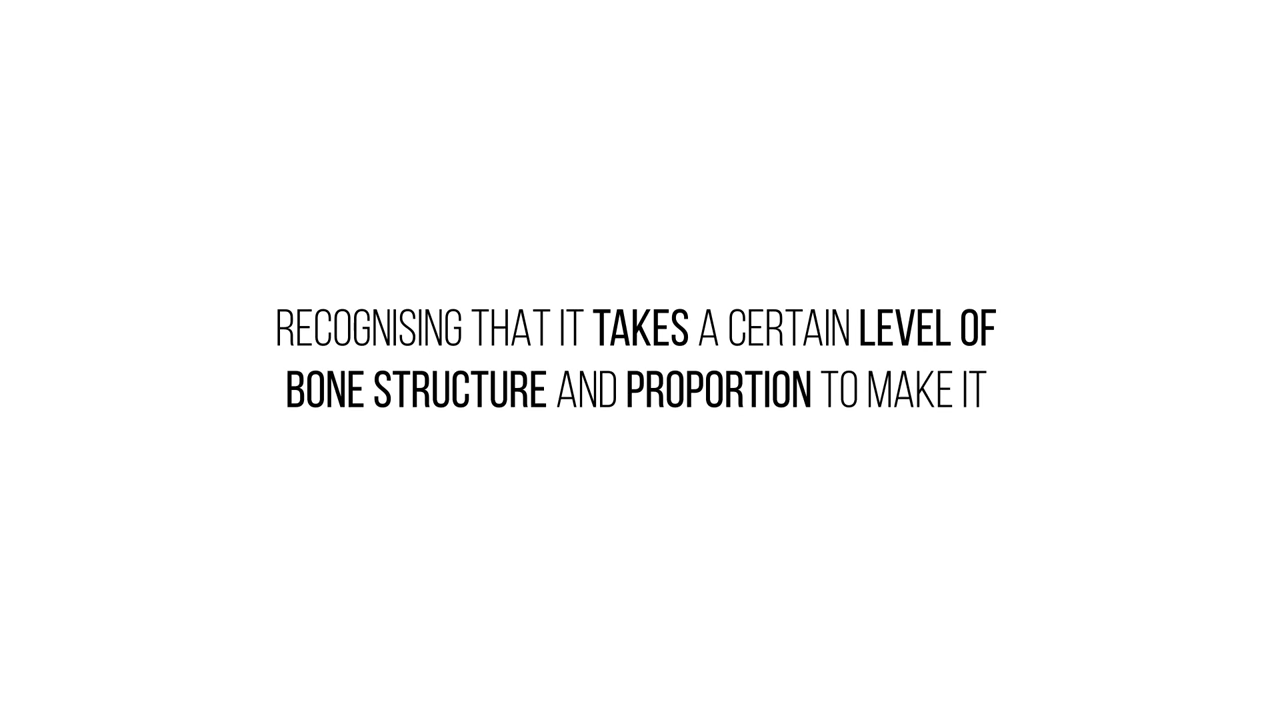 RECOGNISING THAT IT TAKES A CERTAIN LEVEL OF
BONE STRUCTURE AND PROPORTION TO MAKE IT